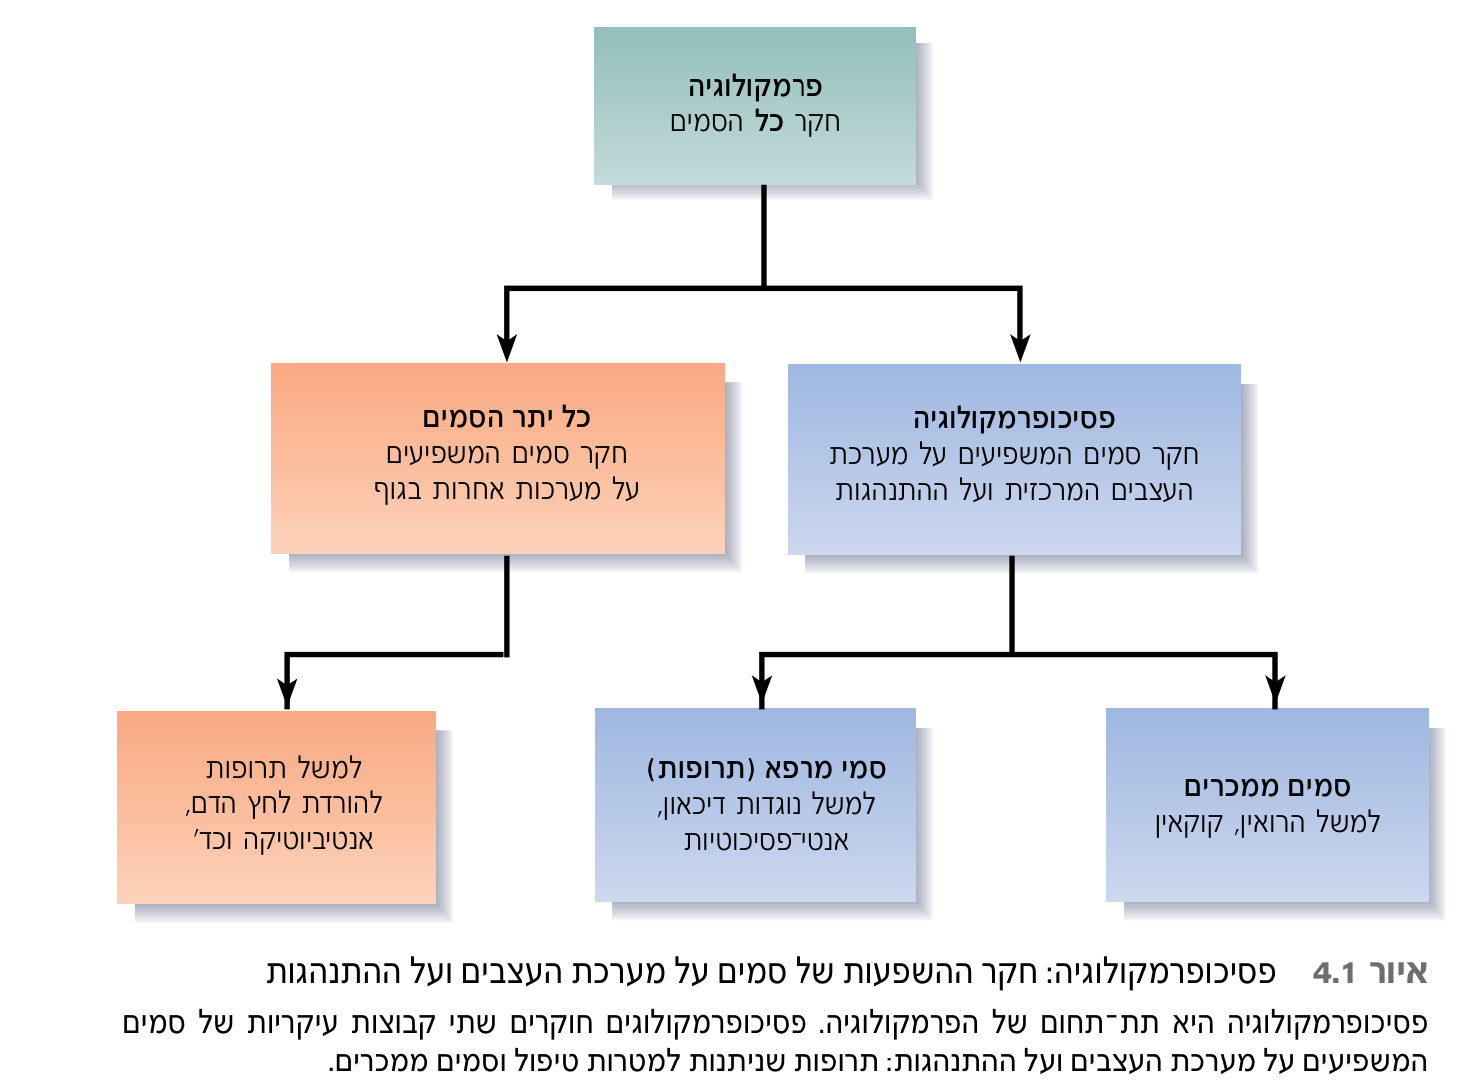 פרמקולוגיה
חקר כל הסמים
פסיכופרמקולוגיה
חקר סמים המשפיעים על מערכת
העצבים המרכזית ועל ההתנהגות
כל יתר הסמים
חקר סמים המשפיעים
על מערכות אחרות בגוף
סמים ממכרים
למשל הרואין, קוקאין
סמי מרפא (תרופות)
למשל נוגדות דיכאון,
אנטי־פסיכוטיות
למשל תרופות
להורדת לחץ הדם,
אנטיביוטיקה וכד'
איור 4.1 פסיכופרמקולוגיה: חקר ההשפעות של סמים על מערכת העצבים ועל ההתנהגות
פסיכופרמקולוגיה היא תת־תחום של הפרמקולוגיה. פסיכופרמקולוגים חוקרים שתי קבוצות עיקריות של סמים
המשפיעים על מערכת העצבים ועל ההתנהגות: תרופות שניתנות למטרות טיפול וסמים ממכרים.